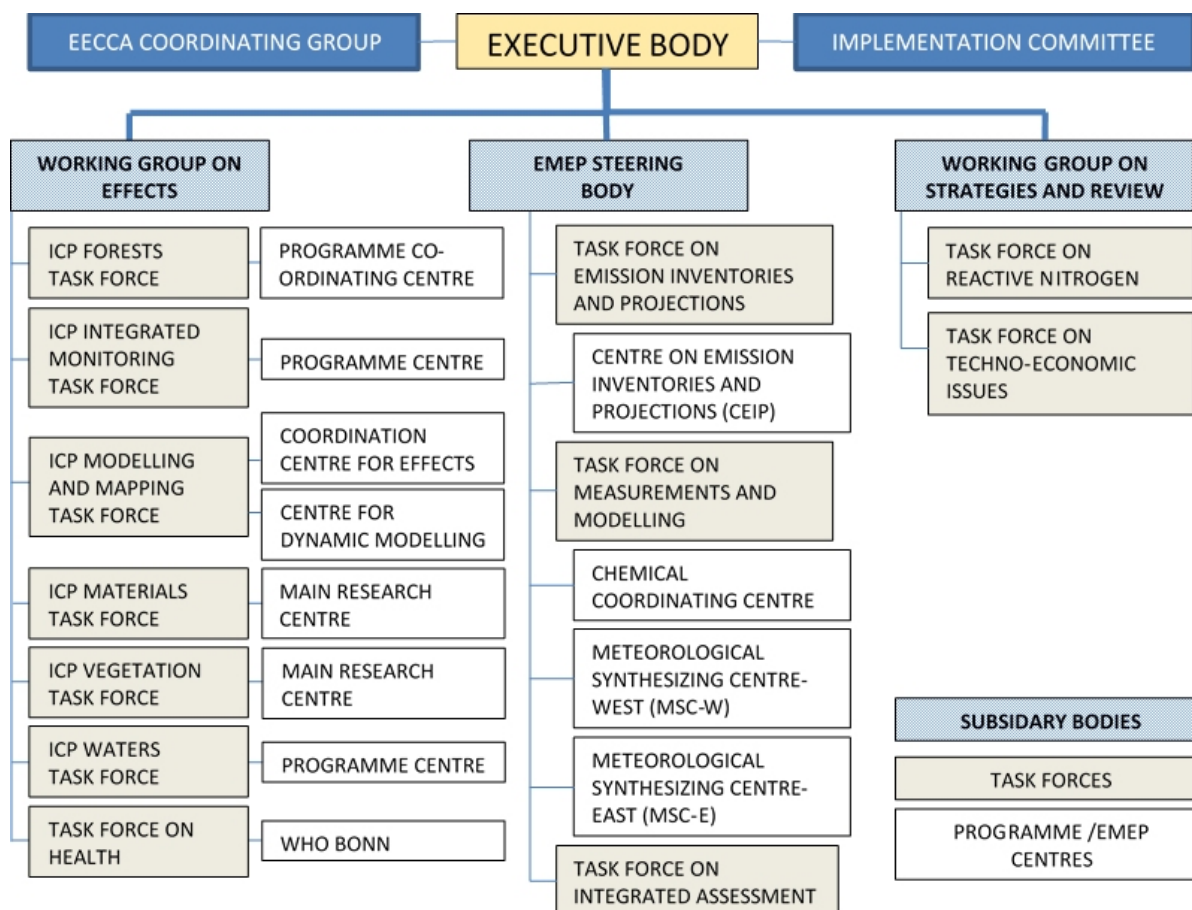 EECCA COORDINATING GROUP
EXECUTIVE BODY
IMPLEMENTATION COMMITTEE
WORKING GROUP ON
EFFECTS
ICP FORESTS
TASK FORCE
PROGRAMME CO-
ORDINATING CENTRE
ICP INTEGRATED
MONITORING
TASK FORCE
PROGRAMME CENTRE
ICP MODELLING
AND MAPPING
TASK FORCE
COORDINATION
CENTRE FOR EFFECTS
CENTRE FOR
DYNAMIC MODELLING
ICP MATERIALS
TASK FORCE
MAIN RESEARCH
CENTRE
ICP VEGETATION
TASK FORCE
MAIN RESEARCH
CENTRE
ICP WATERS
TASK FORCE
PROGRAMME CENTRE
TASK FORCE ON
HEALTH
WHO BONN
EMEP STEERING
BODY
TASK FORCE ON
EMISSION INVENTORIES
AND PROJECTIONS
CENTRE ON EMISSION
INVENTORIES AND
PROJECTIONS (CEIP)
TASK FORCE ON
MEASUREMENTS AND
MODELLING
CHEMICAL
COORDINATING CENTRE
METEOROLOGICAL
SYNTHESIZING CENTRE-
WEST (MSC-W)
METEOROLOGICAL
SYNTHESIZING CENTRE-
EAST (MSC-E)
TASK FORCE ON
INTEGRATED ASSESSMENT
WORKING GROUP ON
STRATEGIES AND REVIEW
TASK FORCE ON
REACTIVE NITROGEN
TASK FORCE ON
TECHNO-ECONOMIC
ISSUES
SUBSIDARY BODIES
TASK FORCES
PROGRAMME /EMEP
CENTRES